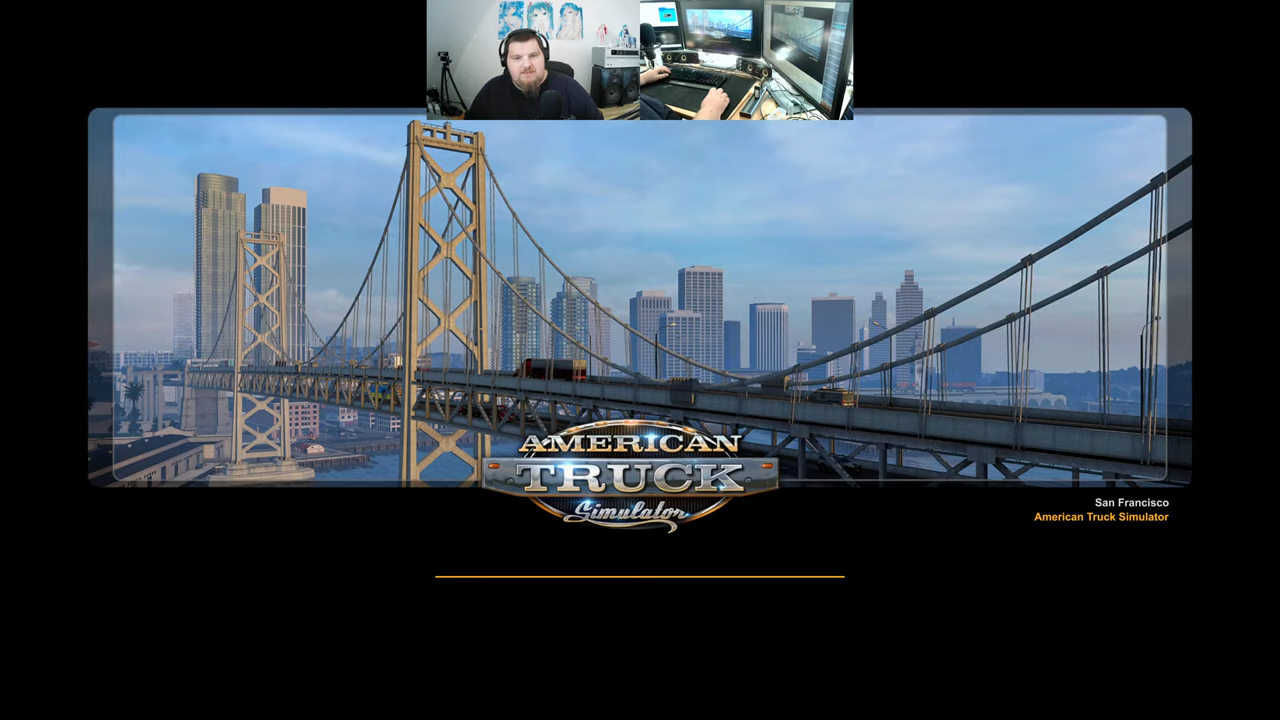 AMERICAN
TRUCK
Simulator
San Francisco
American Truck Simulator